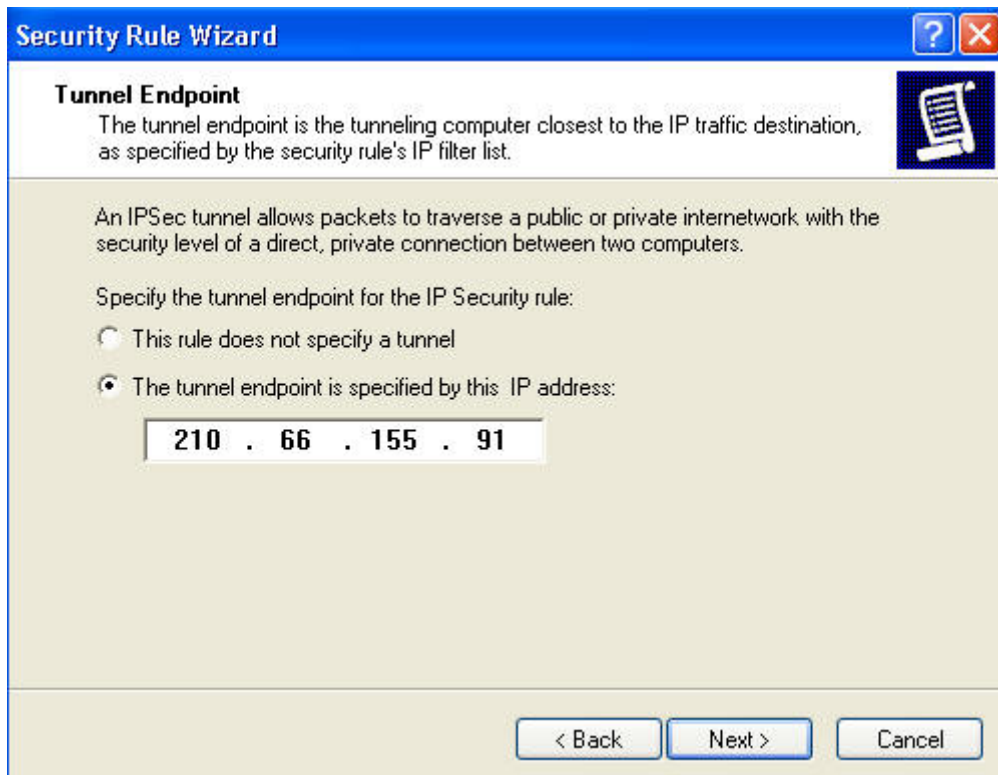 Security Rule Wizard
?
Tunnel Endpoint
The tunnel endpoint is the tunneling computer closest to the IP traffic destination,
as specified by the security rule's IP filter list.
An IPSec tunnel allows packets to traverse a public or private internetwork with the
security level of a direct, private connection between two computers.
Specify the tunnel endpoint for the IP Security rule:
This rule does not specify a tunnel
The tunnel endpoint is specified by this IP address:
210 . 66 . 155 . 91
< Back Next > Cancel